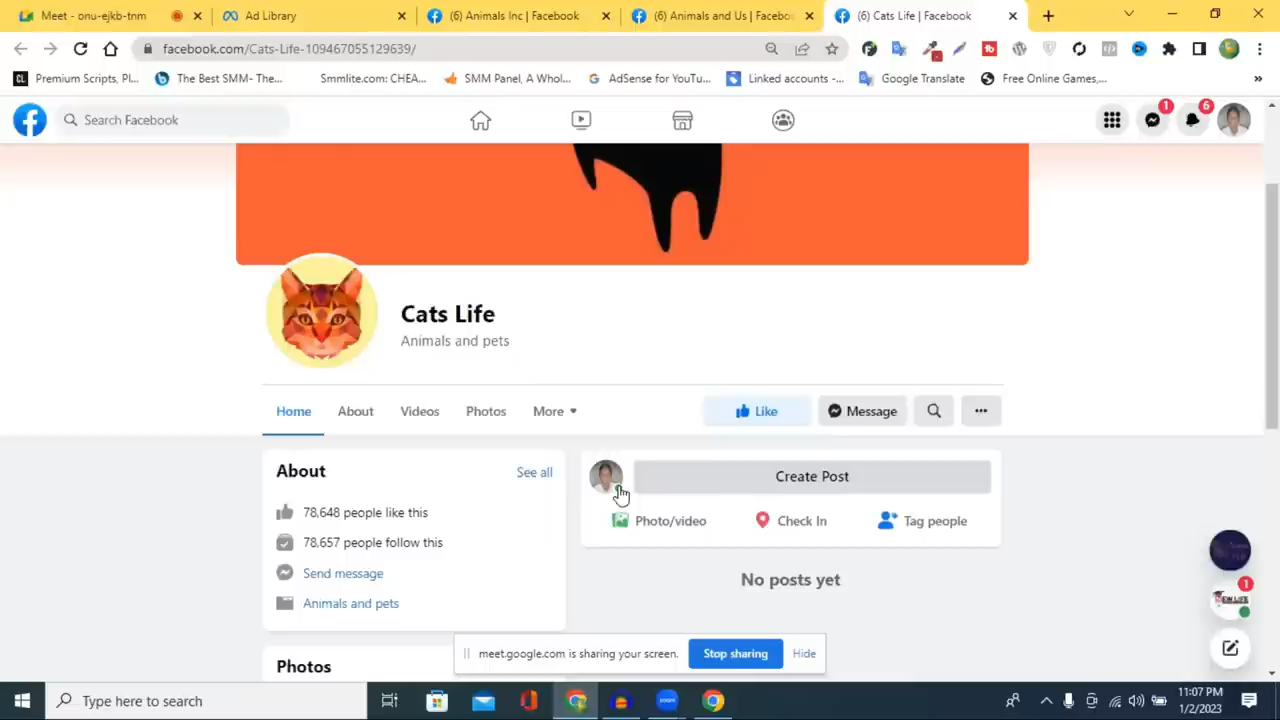 Meet - onu-ejkb-tnm
Ad Library
(6) Animals Inc | Facebook
(6) Animals and Us | Facebo
(6) Cats Life | Facebook
facebook.com/Cats-Life-109467055129639/
Premium Scripts, Pl...
The Best SMM- The...
Smmlite.com: CHEA...
SMM Panel, A Whol...
AdSense for YouTu...
Linked accounts -...
Google Translate
Free Online Games,...
Search Facebook
1
6
Cats Life
Animals and pets
Home
About
Videos
Photos
More
Like
Message
About
See all
Create Post
78,648 people like this
Photo/video
Check In
Tag people
78,657 people follow this
Send message
No posts yet
Animals and pets
1
meet.google.com is sharing your screen.
Stop sharing
Hide
Photos
Type here to search
11:07 PM
1/2/2023